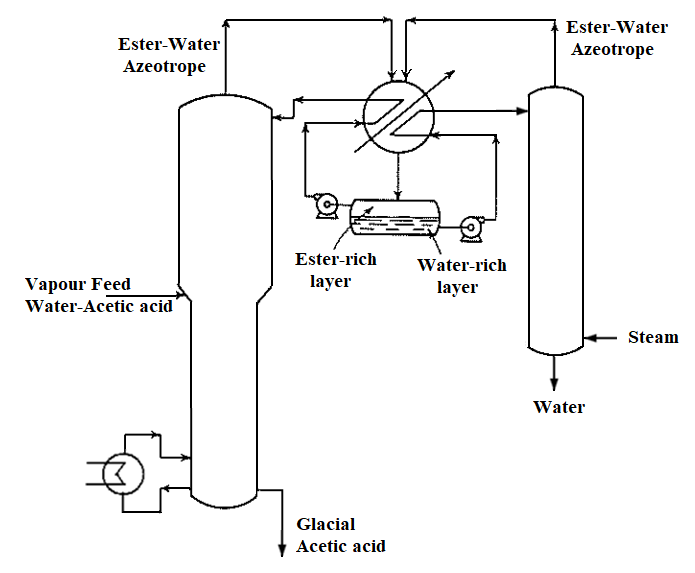 Ester-Water
Azeotrope
Ester-Water
Azeotrope
Ester-rich
layer
Water-rich
layer
Vapour Feed
Water-Acetic acid
Steam
Water
Glacial
Acetic acid